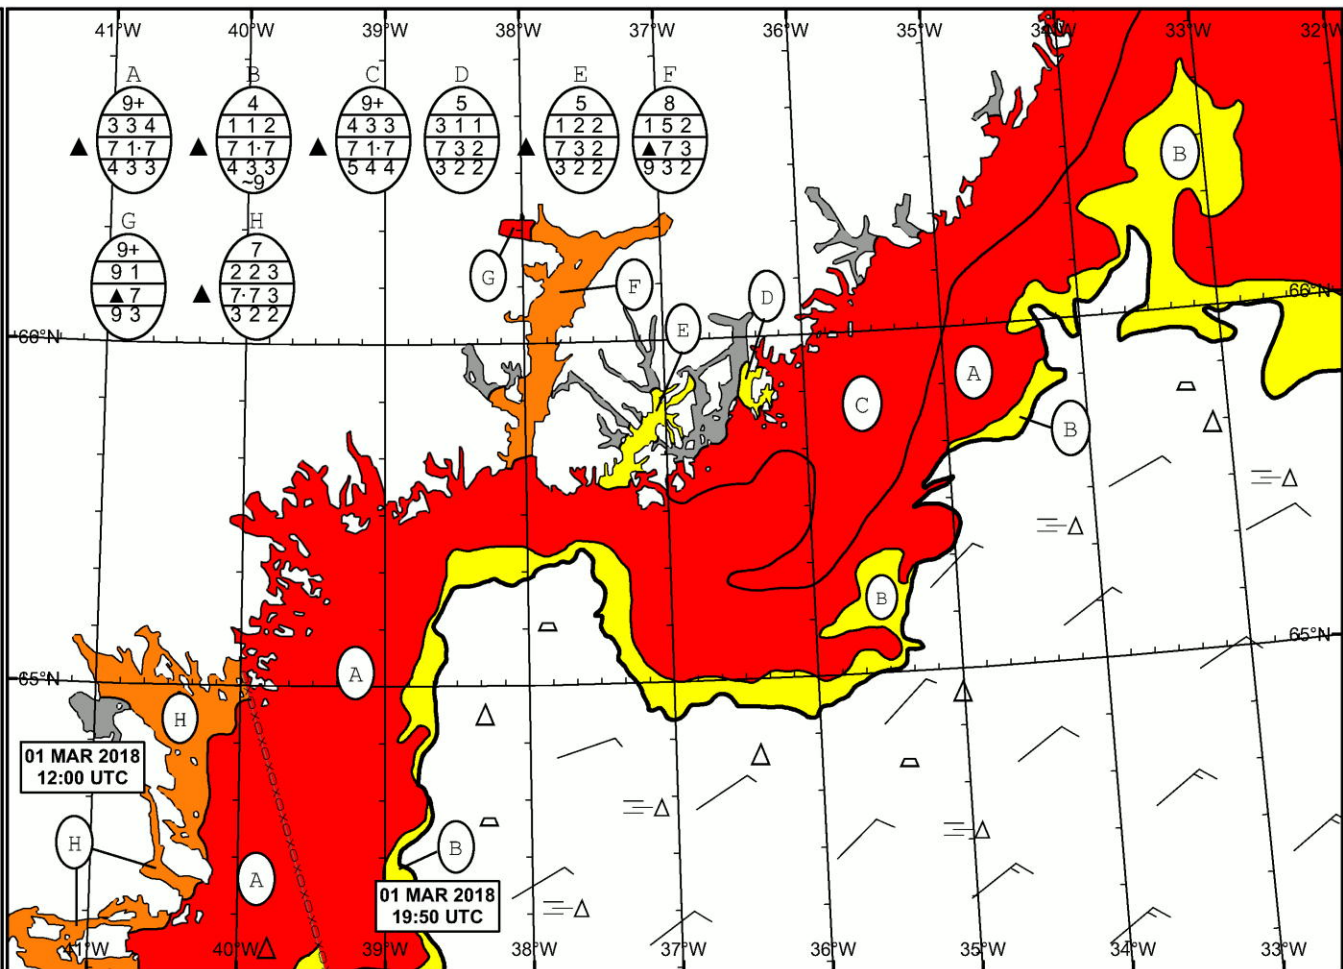 41°W 40°W 39°W 38°W 37°W 36°W 35°W 34°W 33°W 32°W
A B C D E F
9+ 4 9+ 5 5 8
3 3 4 1 1 2 4 3 3 3 1 1 1 2 2 1 5 2
▲ 7 1·7 ▲ 7 1·7 ▲ 7 1·7 7 3 2 ▲ 7 3 2 ▲ 7 3
4 3 3 4 3 3 5 4 4 3 2 2 3 2 2 9 3 2
~9
B
G H
9+ 7
9 1 2 2 3
▲ 7 ▲ 7·7 3
9 3 3 2 2
G F D
66°N
E
66°N
A
C
B
B
65°N
65°N
A
H
01 MAR 2018
12:00 UTC
H B
A
01 MAR 2018
19:50 UTC
41°W 40°W 39°W 38°W 37°W 36°W 35°W 34°W 33°W